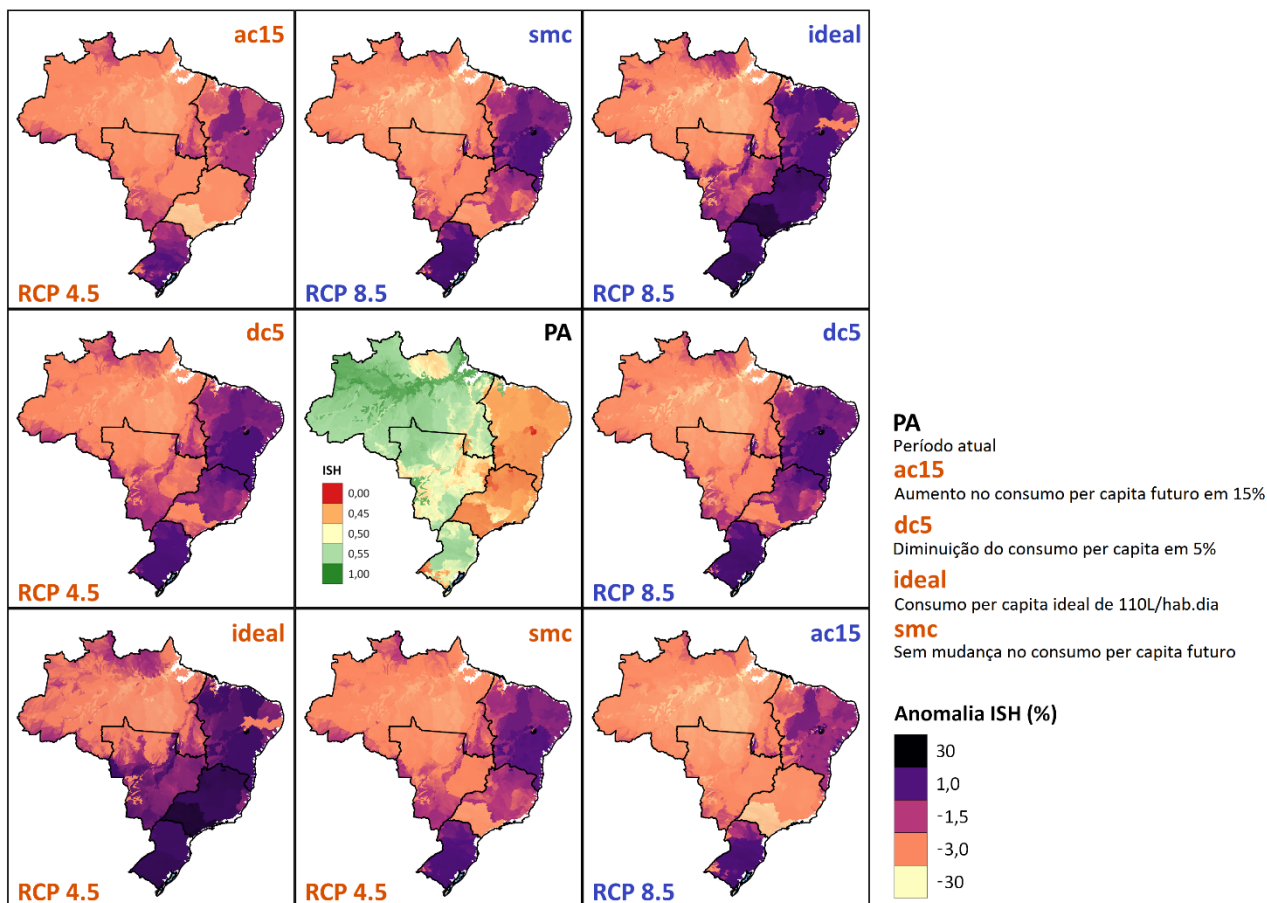 ac15
RCP 4.5
smc
RCP 8.5
ideal
RCP 8.5
dc5
RCP 4.5
PA
ISH
0,00
0,45
0,50
0,55
1,00
dc5
RCP 8.5
ideal
RCP 4.5
smc
RCP 4.5
ac15
RCP 8.5
PA
Período atual
ac15
Aumento no consumo per capita futuro em 15%
dc5
Diminuição do consumo per capita em 5%
ideal
Consumo per capita ideal de 110L/hab.dia
smc
Sem mudança no consumo per capita futuro
Anomalia ISH (%)
30
1,0
-1,5
-3,0
-30